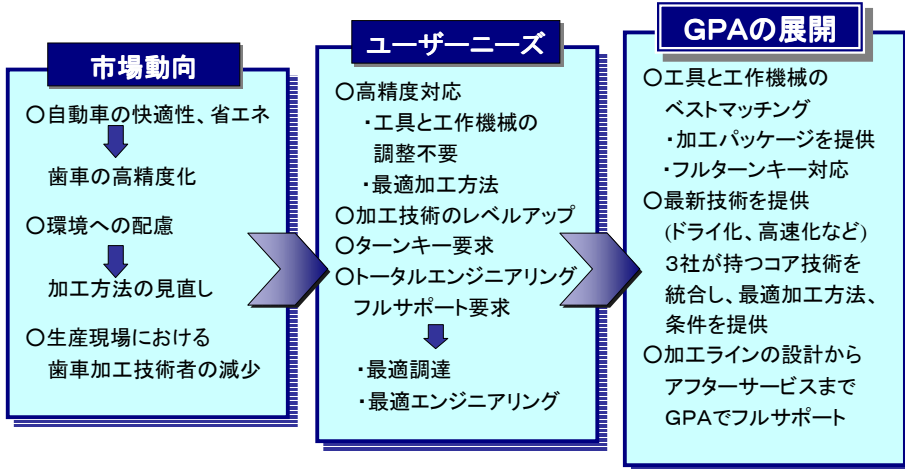 市場動向
○自動車の快適性、省エネ
歯車の高精度化
○環境への配慮
加工方法の見直し
○生産現場における
歯車加工技術者の減少
ユーザーニーズ
○高精度対応
・工具と工作機械の
調整不要
・最適加工方法
○加工技術のレベルアップ
○ターンキー要求
○トータルエンジニアリング
フルサポート要求
・最適調達
・最適エンジニアリング
GPAの展開
○工具と工作機械の
ベストマッチング
・加工パッケージを提供
・フルターンキー対応
○最新技術を提供
(ドライ化、高速化など)
3社が持つコア技術を
統合し、最適加工方法、
条件を提供
○加工ラインの設計から
アフターサービスまで
GPAでフルサポート